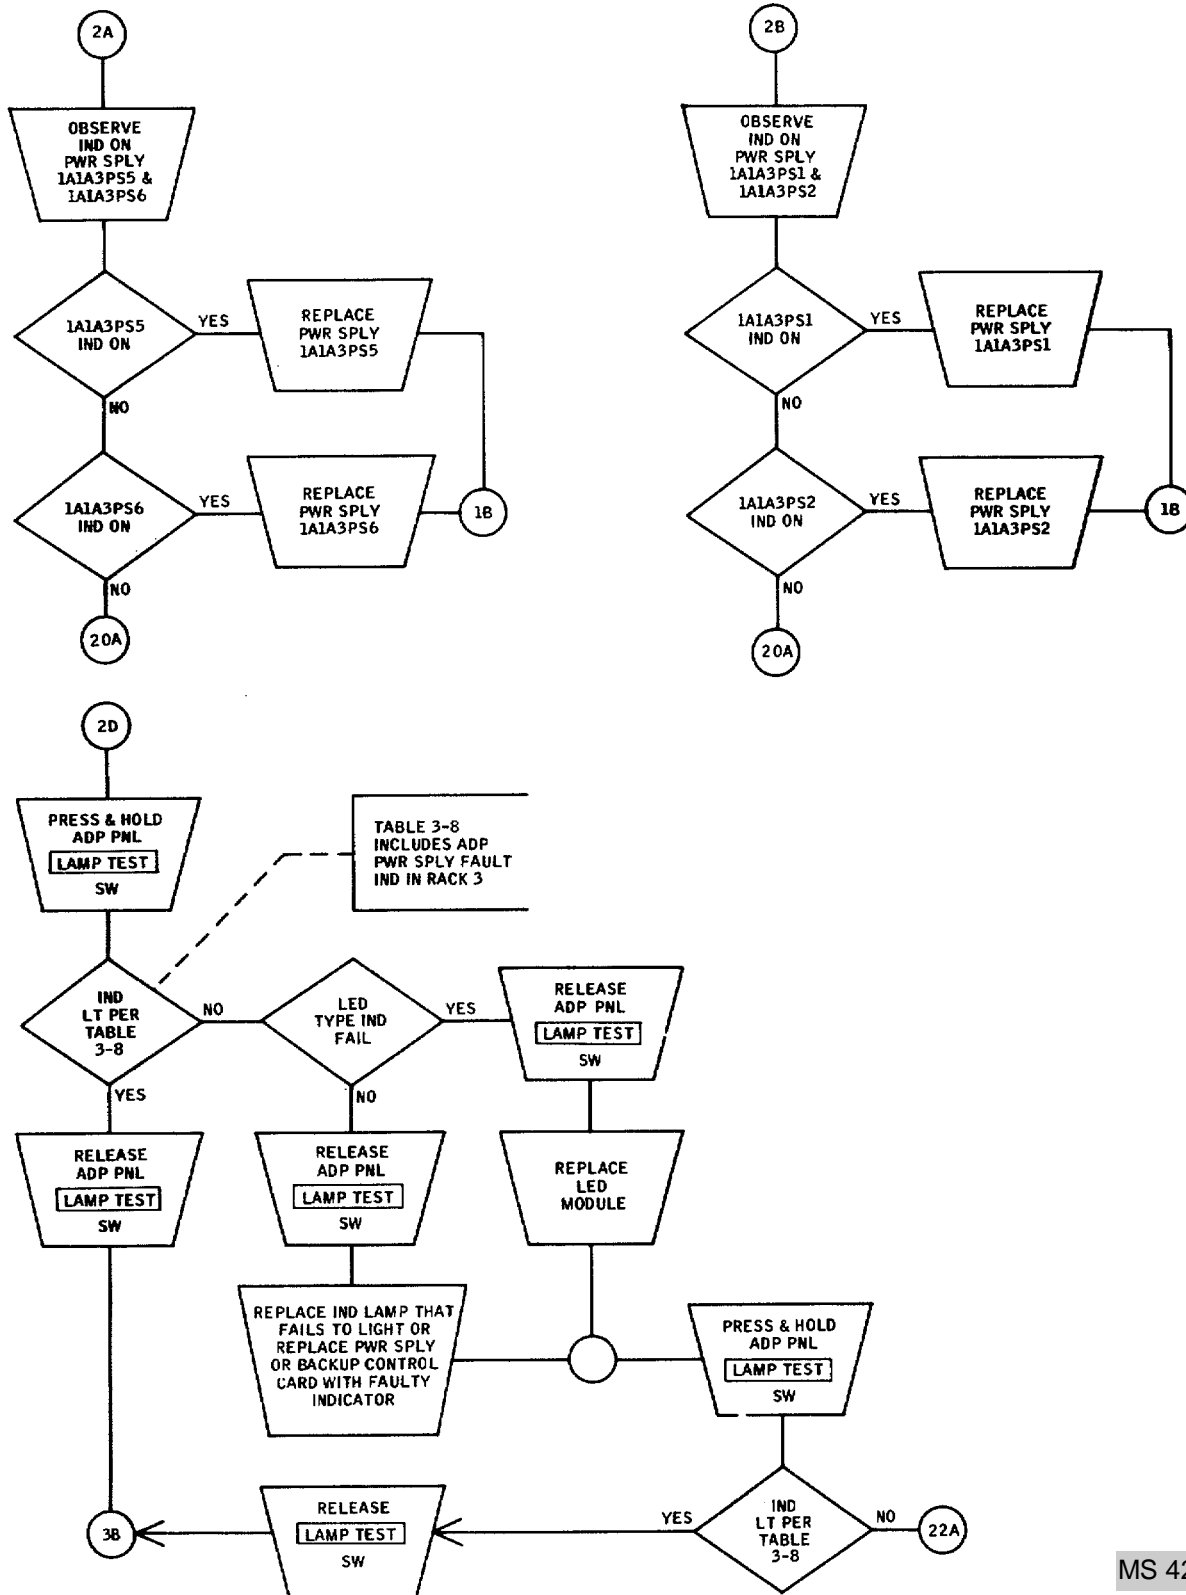 2A
OBSERVE
IND ON
PWR SPLY
1A1A3PS5 &
1A1A3PS6
1A1A3PS5
IND ON
YES
REPLACE
PWR SPLY
1A1A3PS5
NO
1A1A3PS6
IND ON
YES
REPLACE
PWR SPLY
1A1A3PS6
1B
NO
20A
2B
OBSERVE
IND ON
PWR SPLY
1A1A3PS1 &
1A1A3PS2
1A1A3PS1
IND ON
YES
REPLACE
PWR SPLY
1A1A3PS1
NO
1A1A3PS2
IND ON
YES
REPLACE
PWR SPLY
1A1A3PS2
1B
NO
20A
2D
PRESS & HOLD
ADP PNL
LAMP TEST
SW
TABLE 3-8
INCLUDES ADP
PWR SPLY FAULT
IND IN RACK 3
IND
LT PER
TABLE
3-8
NO
LED
TYPE IND
FAIL
YES
RELEASE
ADP PNL
LAMP TEST
SW
YES
NO
RELEASE
ADP PNL
LAMP TEST
SW
RELEASE
ADP PNL
LAMP TEST
SW
REPLACE
LED
MODULE
REPLACE IND LAMP THAT
FAILS TO LIGHT OR
REPLACE PWR SPLY
OR BACKUP CONTROL
CARD WITH FAULTY
INDICATOR
PRESS & HOLD
ADP PNL
LAMP TEST
SW
3B
RELEASE
LAMP TEST
SW
YES
IND
LT PER
TABLE
3-8
NO
22A
MS 42